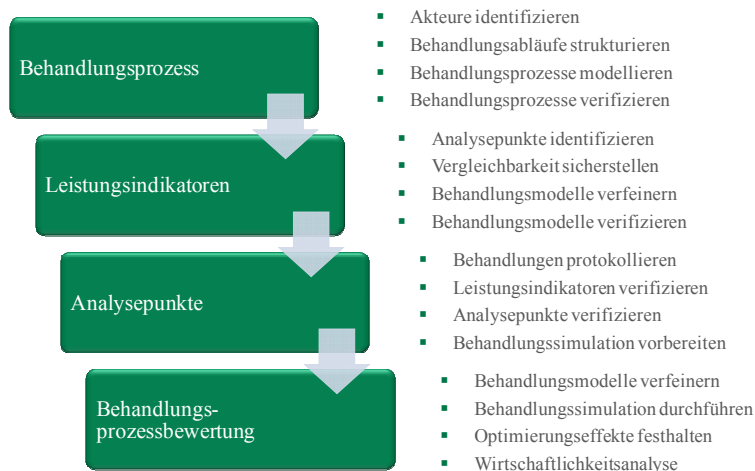 Behandlungsprozess
▪ Akteure identifizieren
▪ Behandlungsabläufe strukturieren
▪ Behandlungsprozesse modellieren
▪ Behandlungsprozesse verifizieren
Leistungsindikatoren
▪ Analysepunkte identifizieren
▪ Vergleichbarkeit sicherstellen
▪ Behandlungsmodelle verfeinern
▪ Behandlungsmodelle verifizieren
Analysepunkte
▪ Behandlungen protokollieren
▪ Leistungsindikatoren verifizieren
▪ Analysepunkte verifizieren
▪ Behandlungssimulation vorbereiten
Behandlungs-
prozessbewertung
▪ Behandlungsmodelle verfeinern
▪ Behandlungssimulation durchführen
▪ Optimierungseffekte festhalten
▪ Wirtschaftlichkeitsanalyse